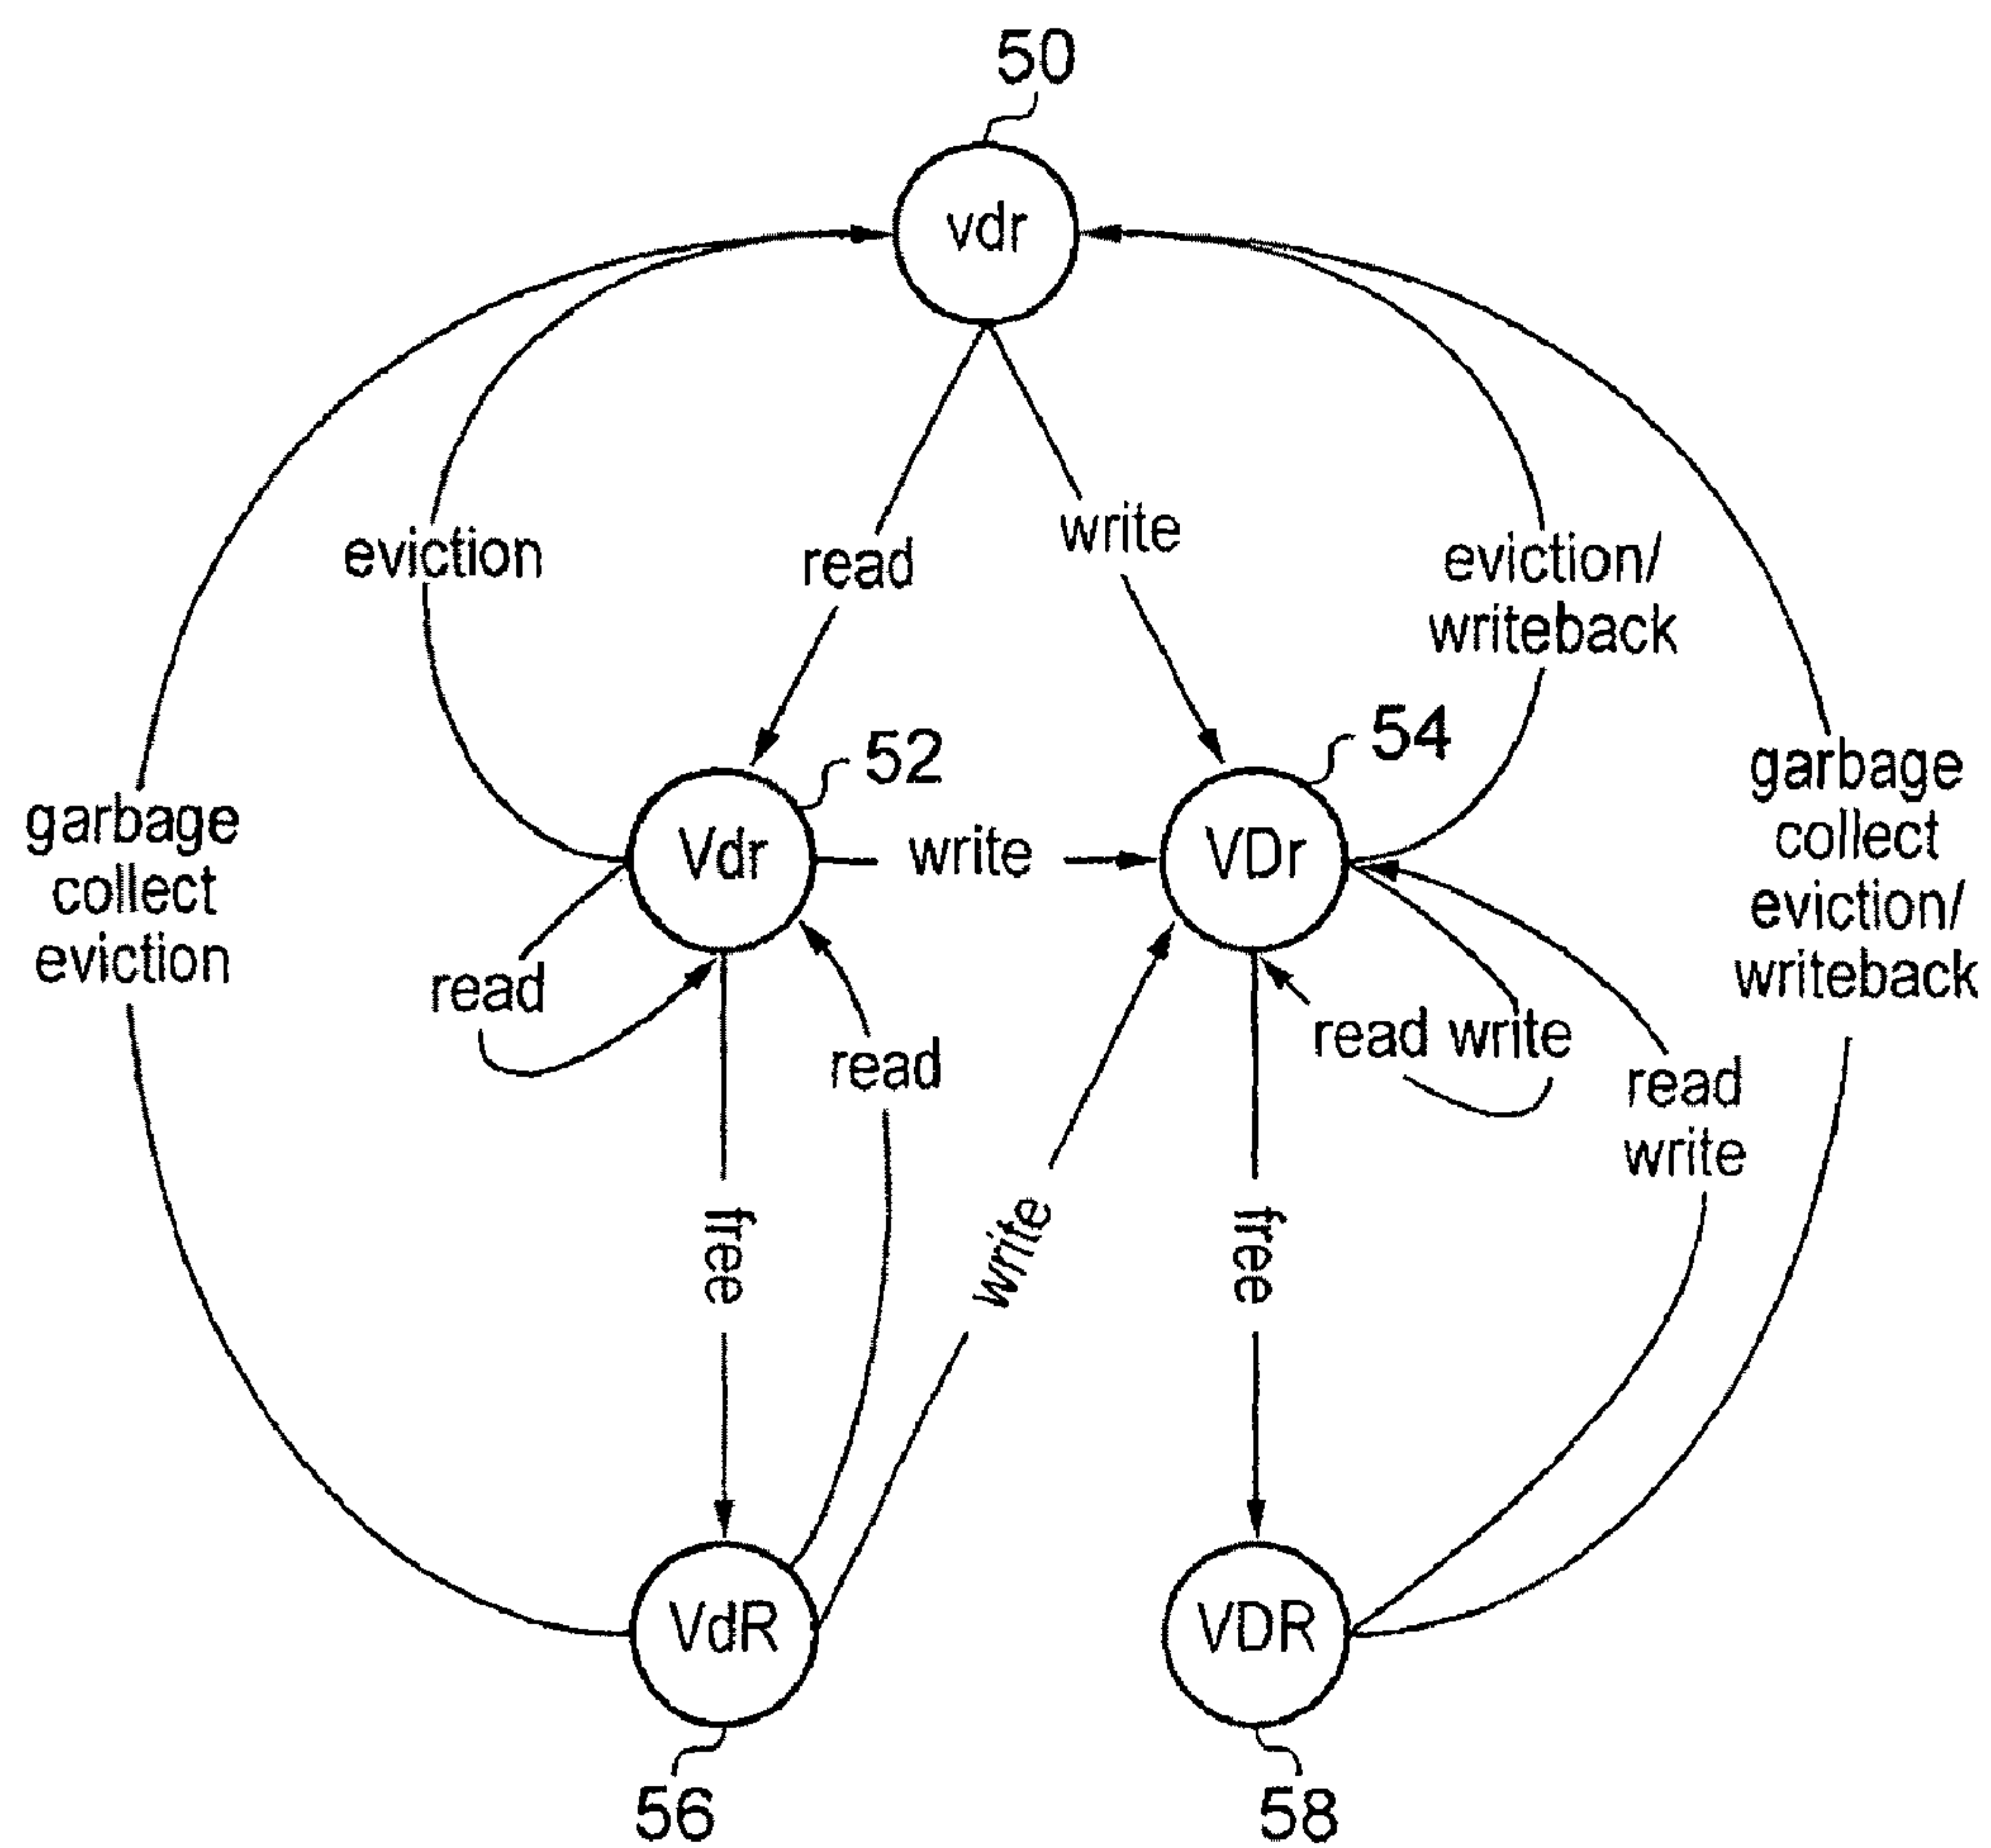 50
vdr
eviction
read
write
eviction/
writeback
52
54
garbage
collect
eviction
Vdr
write
VDr
garbage
collect
eviction/
writeback
read
read
read write
read
write
free
write
free
VdR
VDR
56
58